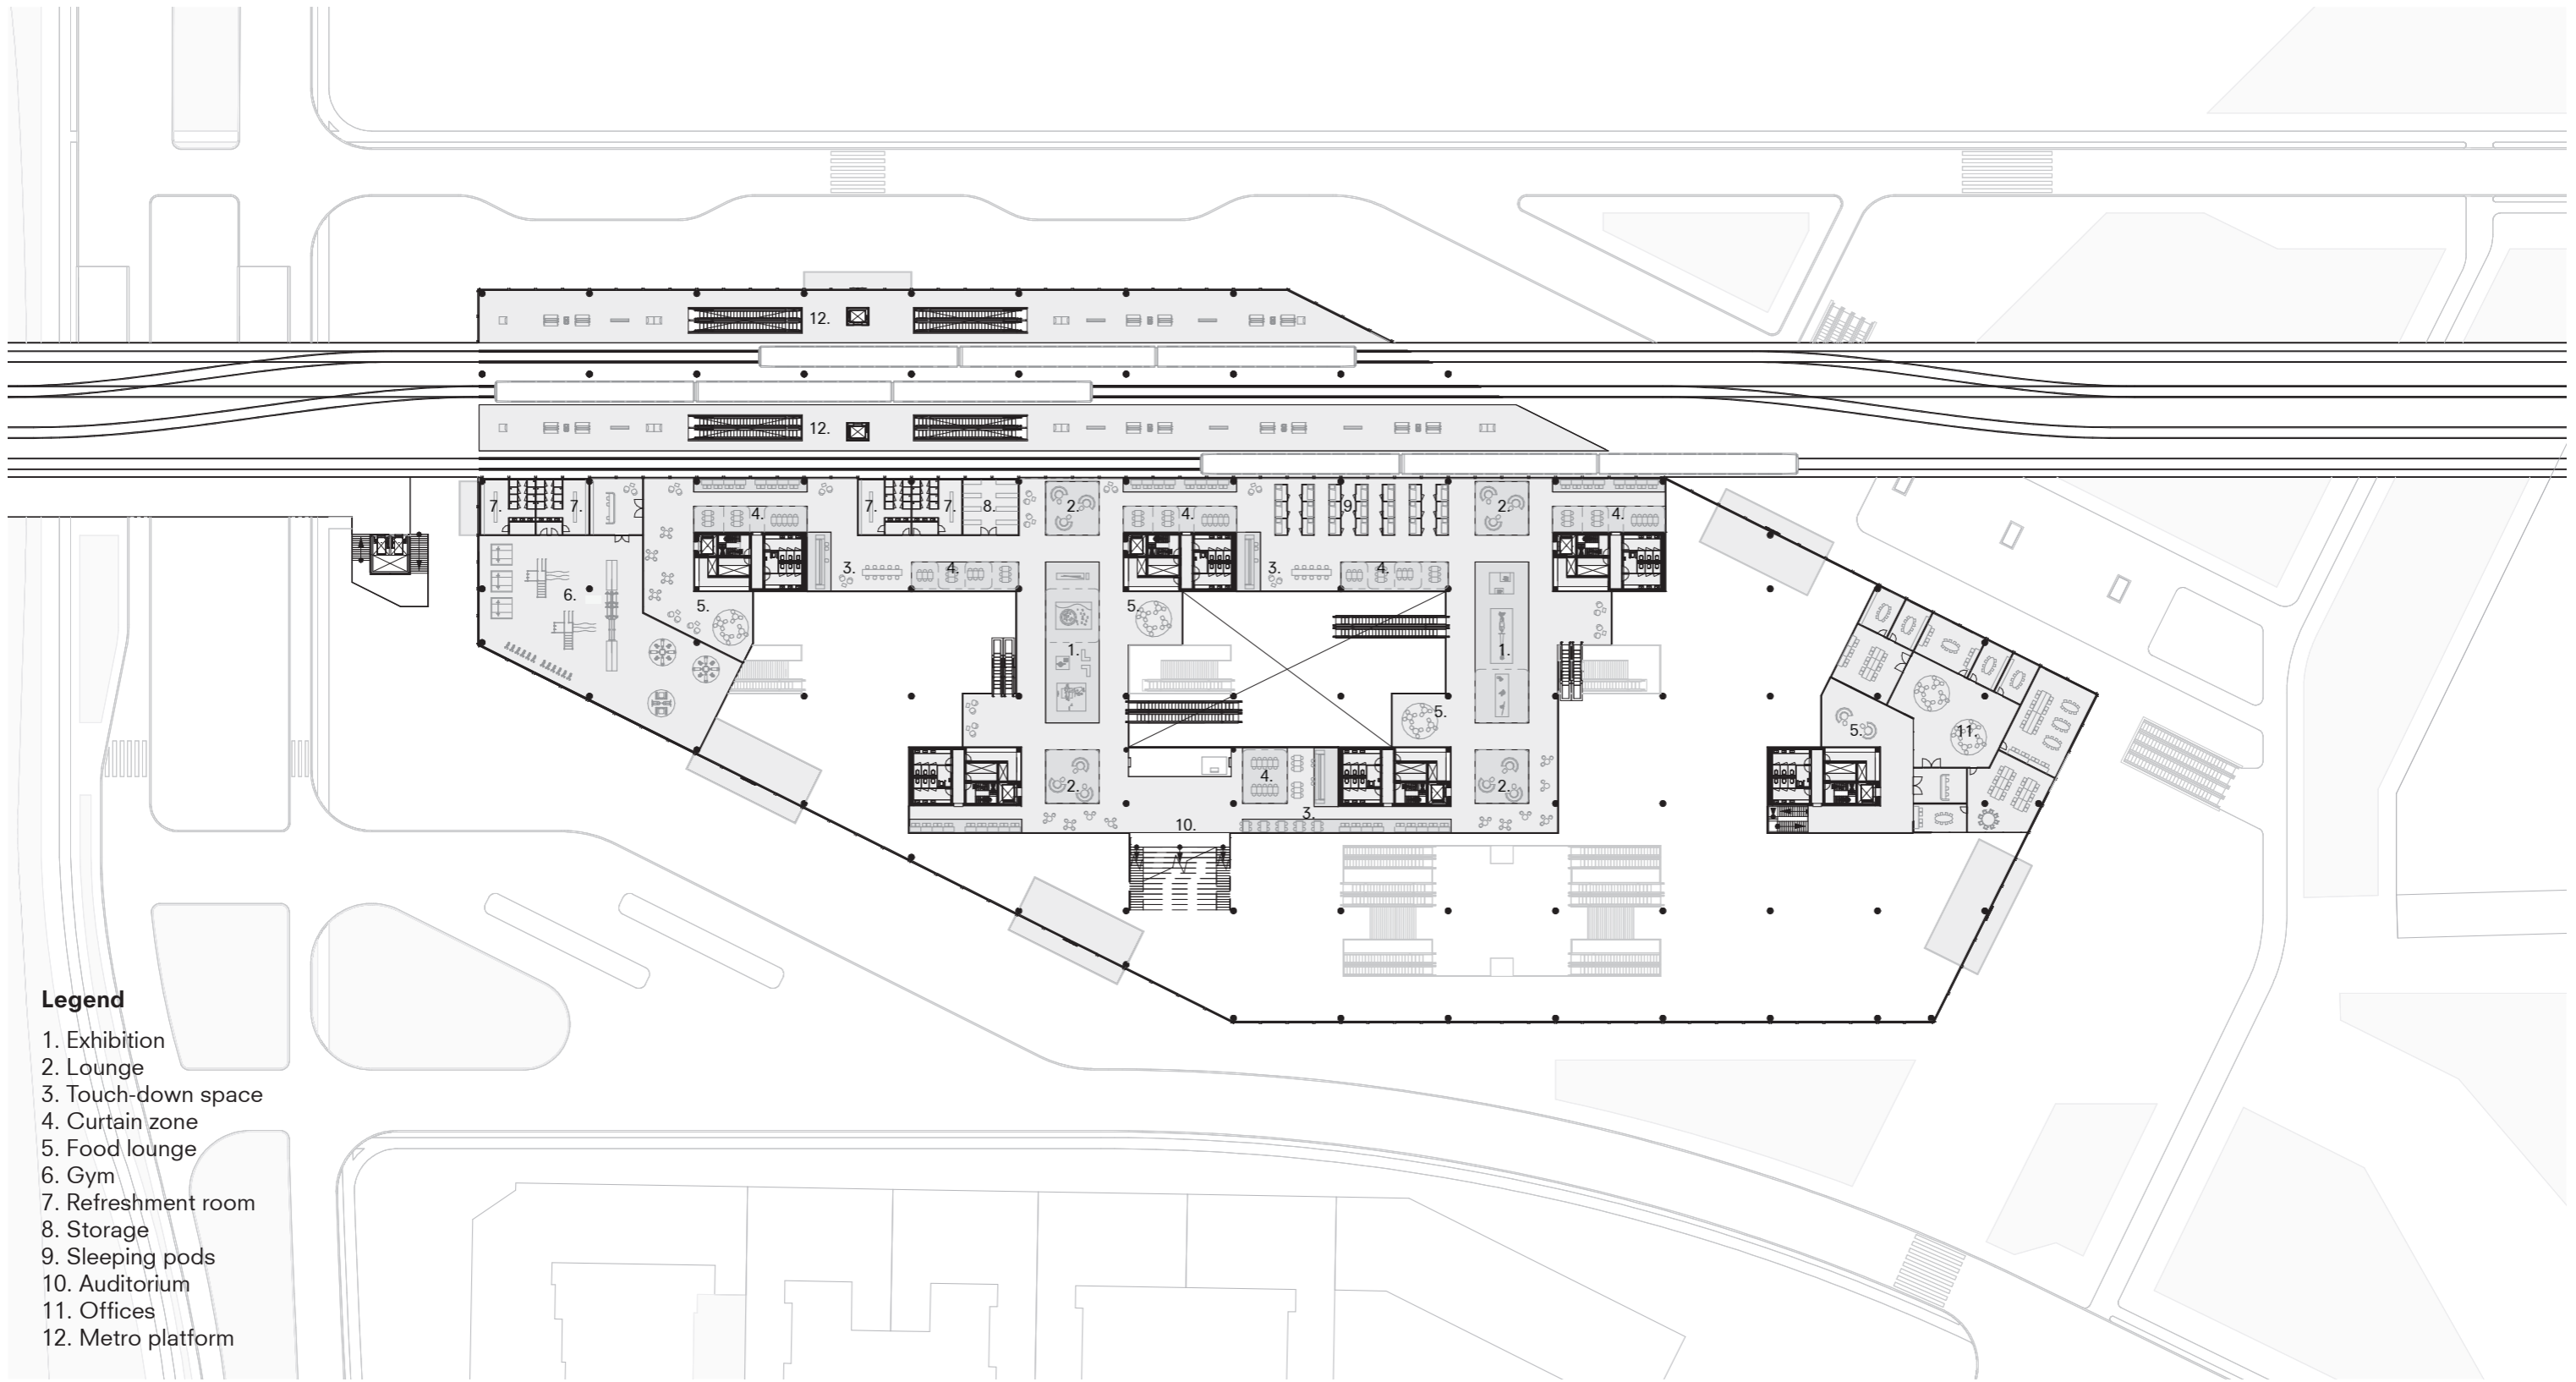 12.
12.
7. 7. 4. 7. 7. 8. 2. 4. 9. 2. 4.
6. 3. 4. 3. 4.
5. 5.
1. 1.
5. 5. 11.
2. 4. 2.
10. 3.
Legend
1. Exhibition
2. Lounge
3. Touch-down space
4. Curtain zone
5. Food lounge
6. Gym
7. Refreshment room
8. Storage
9. Sleeping pods
10. Auditorium
11. Offices
12. Metro platform